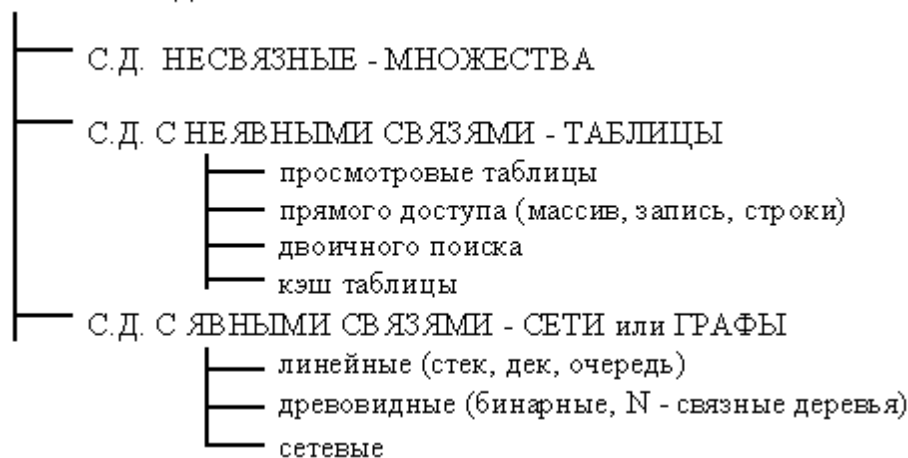 С.Д. НЕСВЯЗНЫЕ - МНОЖЕСТВА
С.Д. С НЕЯВНЫМИ СВЯЗЯМИ - ТАБЛИЦЫ
просмотровые таблицы
прямого доступа (массив, запись, строки)
двоичного поиска
кэш таблицы
С.Д. С ЯВНЫМИ СВЯЗЯМИ - СЕТИ или ГРАФЫ
линейные (стек, дек, очередь)
древовидные (бинарные, N - связные деревья)
сетевые